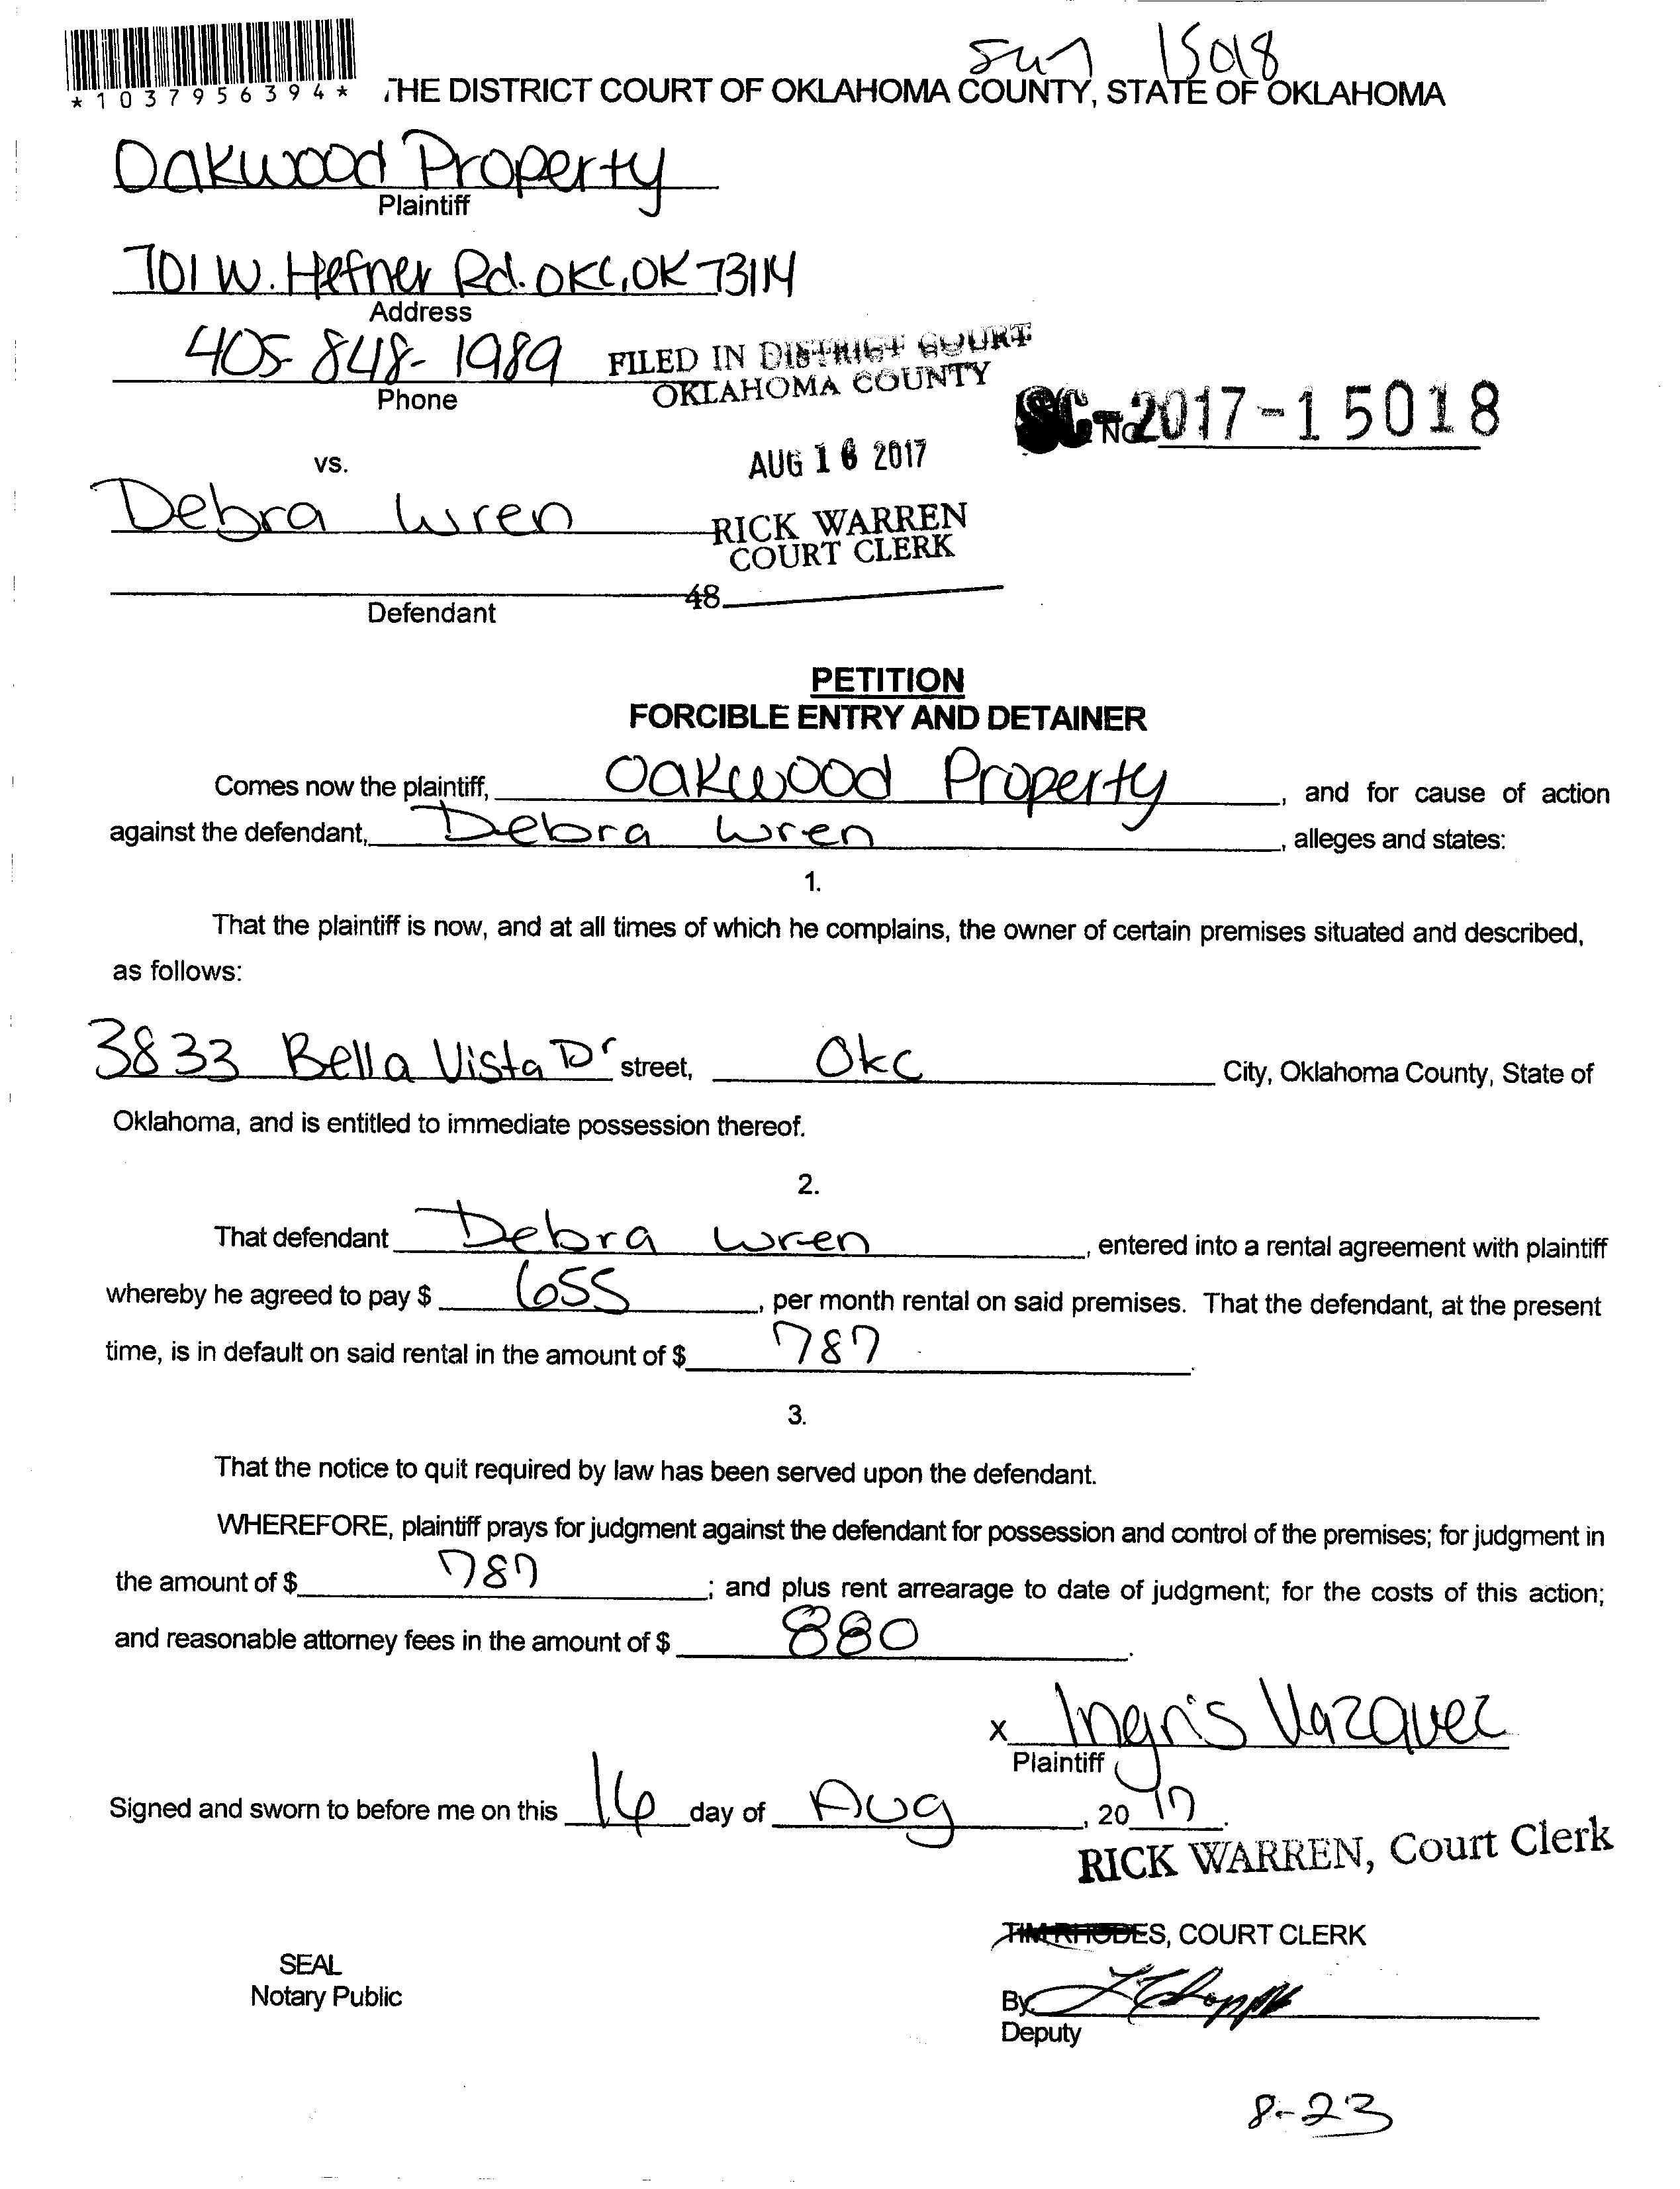 15018
*1037956394*
THE DISTRICT COURT OF OKLAHOMA COUNTY, STATE OF OKLAHOMA
Oakwood Property
Plaintiff
701 W. Hefner Rd. OKC, OK 73114
Address
405-848-1989
Phone
FILED IN DISTRICT COURT
OKLAHOMA COUNTY
SC-2017-15018
No.
vs.
AUG 16 2017
Debra Wren
RICK WARREN
COURT CLERK
48
Defendant
PETITION
FORCIBLE ENTRY AND DETAINER
Comes now the plaintiff, Oakwood Property, and for cause of action
against the defendant, Debra Wren, alleges and states:
1.
That the plaintiff is now, and at all times of which he complains, the owner of certain premises situated and described,
as follows:
3833 Bella Vista Dr street, Okc City, Oklahoma County, State of
Oklahoma, and is entitled to immediate possession thereof.
2.
That defendant Debra Wren, entered into a rental agreement with plaintiff
whereby he agreed to pay $ 655, per month rental on said premises. That the defendant, at the present
time, is in default on said rental in the amount of $ 787.
3.
That the notice to quit required by law has been served upon the defendant.
WHEREFORE, plaintiff prays for judgment against the defendant for possession and control of the premises; for judgment in
the amount of $ 787; and plus rent arrearage to date of judgment; for the costs of this action;
and reasonable attorney fees in the amount of $ 880.
x Ingris Vazquez
Plaintiff
Signed and sworn to before me on this 16 day of Aug, 20 17.
RICK WARREN, Court Clerk
TIM RHODES, COURT CLERK
SEAL
Notary Public
By
Deputy
8-23